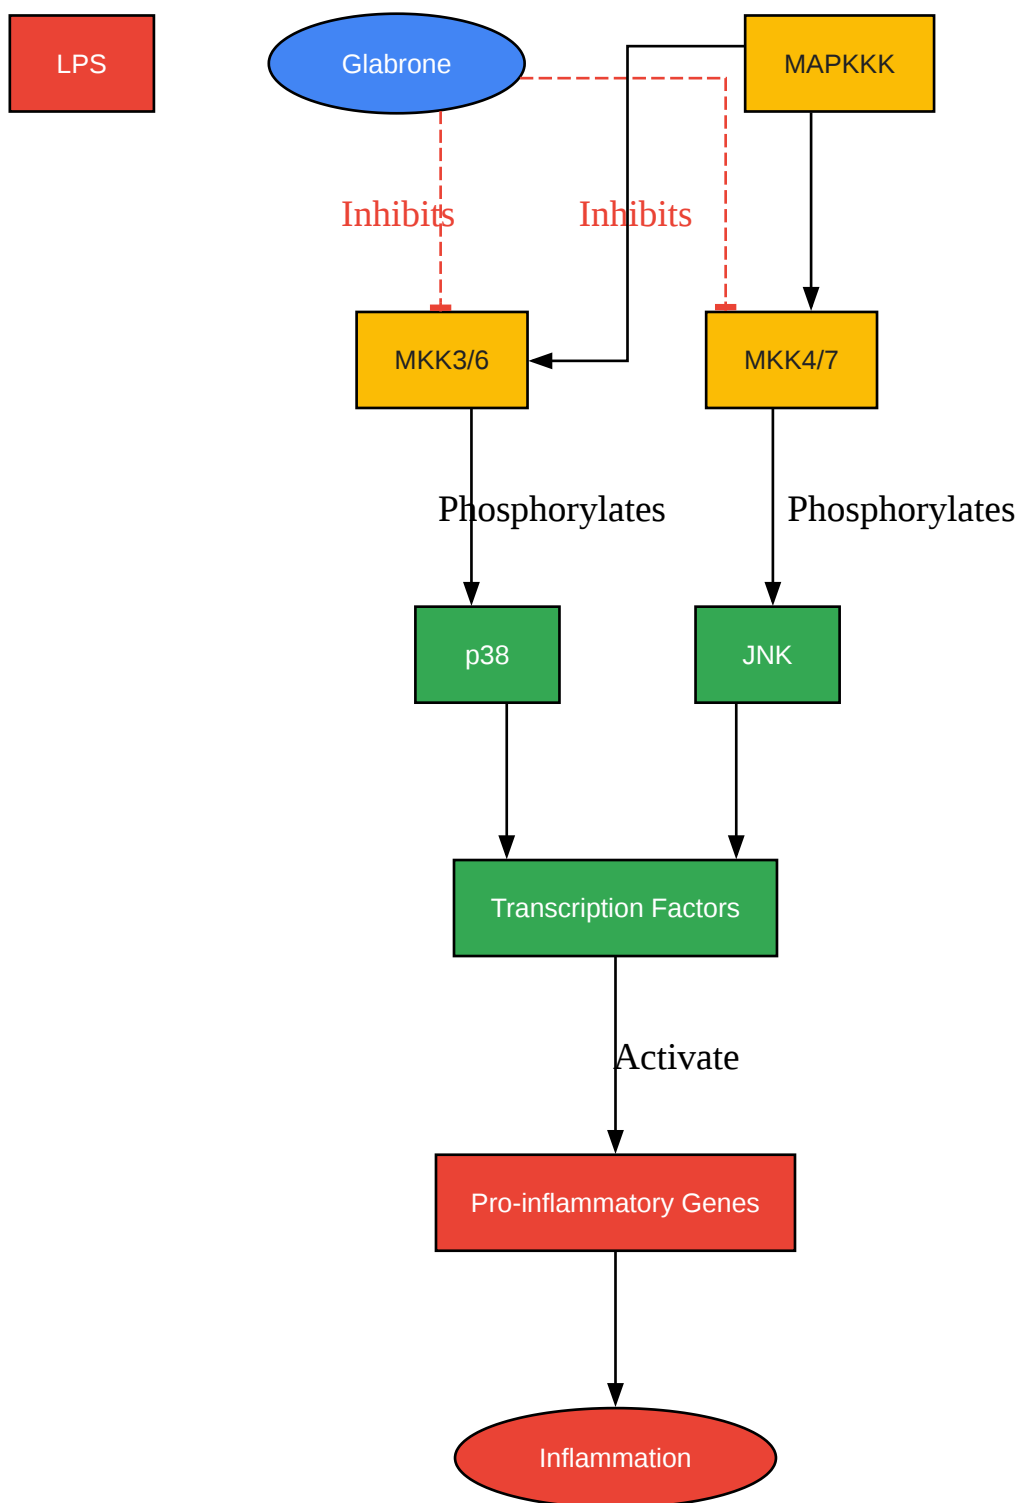 LPS
Glabrone
MAPKKK
Inhibits
Inhibits
MKK3/6
MKK4/7
Phosphorylates
Phosphorylates
p38
JNK
Transcription Factors
Activate
Pro-inflammatory Genes
Inflammation